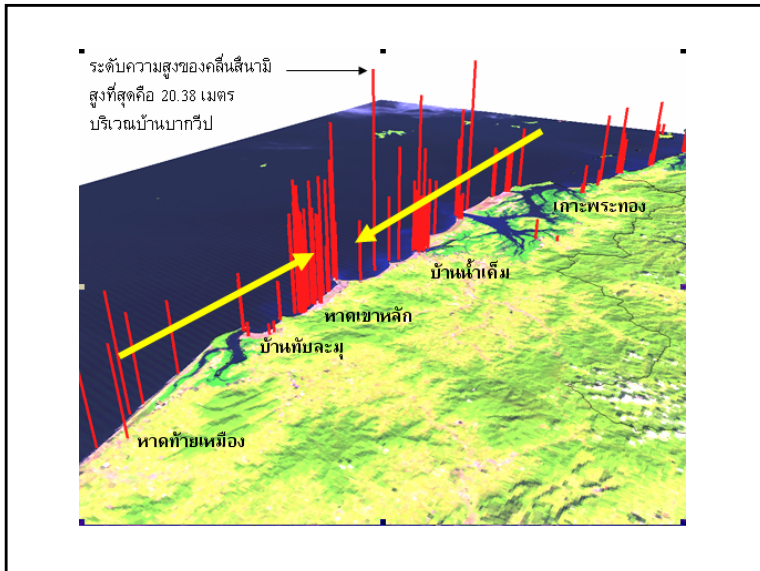 ระดับความสูงของคลื่นสึนามิ
สูงที่สุดคือ 20.38 เมตร
บริเวณบ้านบากวีป
เกาะพระทอง
บ้านน้ำเค็ม
หาดเขาหลัก
บ้านทับละมุ
หาดท้ายเหมือง